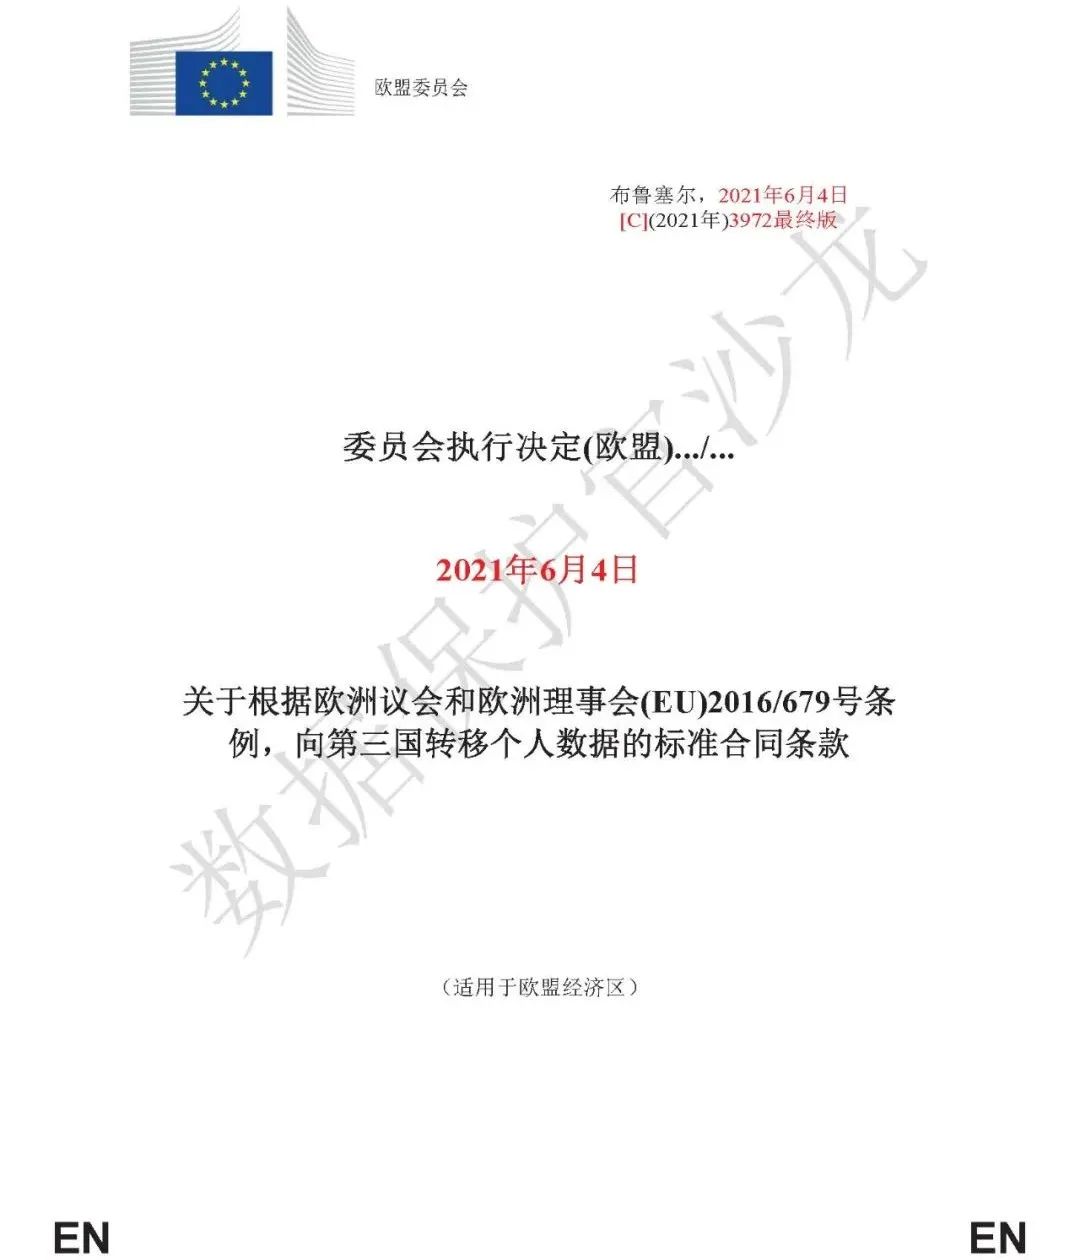 欧盟委员会
布鲁塞尔，2021年6月4日
[C](2021年)3972最终版
委员会执行决定(欧盟).../...
2021年6月4日
关于根据欧洲议会和欧洲理事会(EU)2016/679号条
例，向第三国转移个人数据的标准合同条款
数据保护官沙龙
（适用于欧盟经济区）
EN
EN